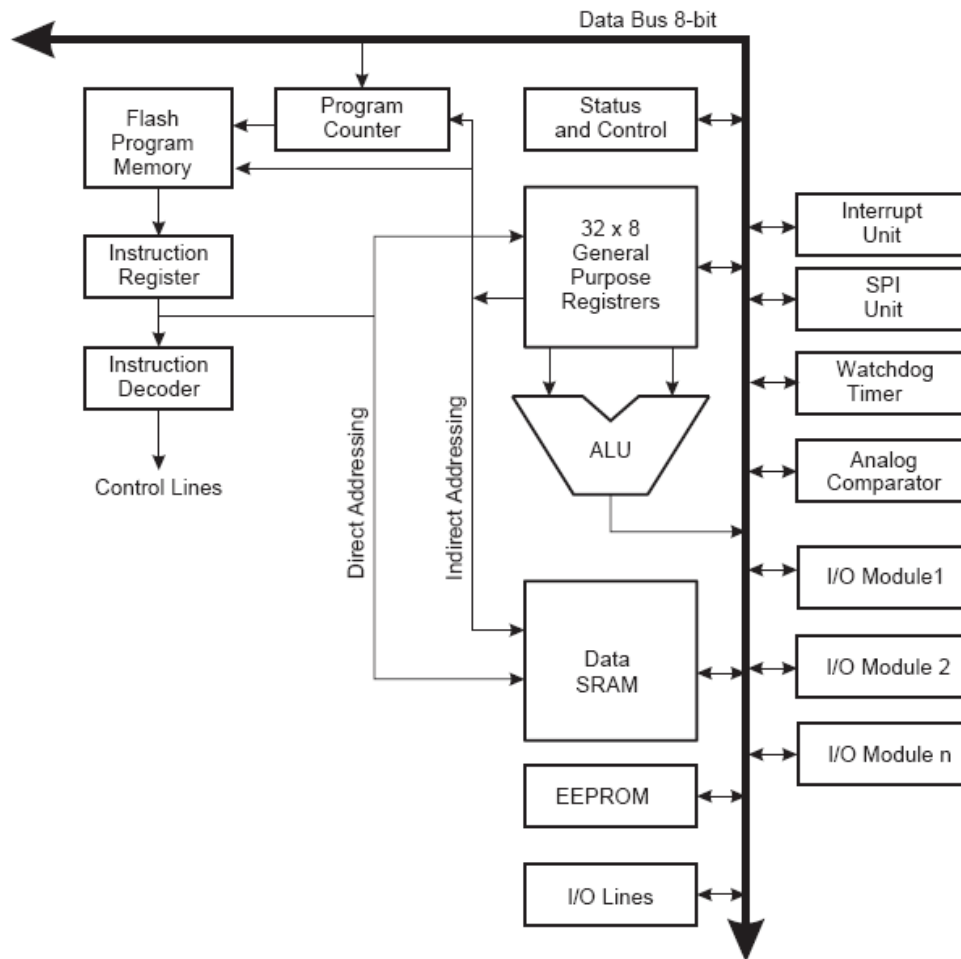 Data Bus 8-bit
Flash
Program
Memory
Program
Counter
Status
and Control
Interrupt
Unit
32 x 8
General
Purpose
Registrers
Instruction
Register
SPI
Unit
Instruction
Decoder
Watchdog
Timer
ALU
Analog
Comparator
Control Lines
Direct Addressing
Indirect Addressing
I/O Module1
Data
SRAM
I/O Module 2
I/O Module n
EEPROM
I/O Lines